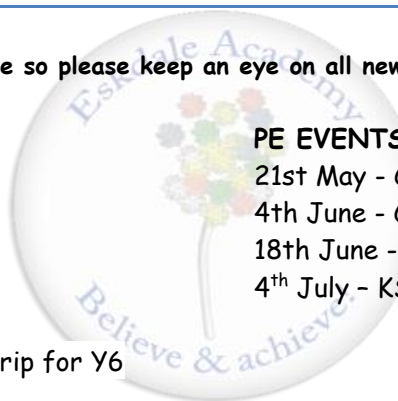 Eskdale Academy
e so please keep an eye on all new
PE EVENTS
21st May -
4th June -
18th June -
4th July – KS
rip for Y6
Believe & achieve.